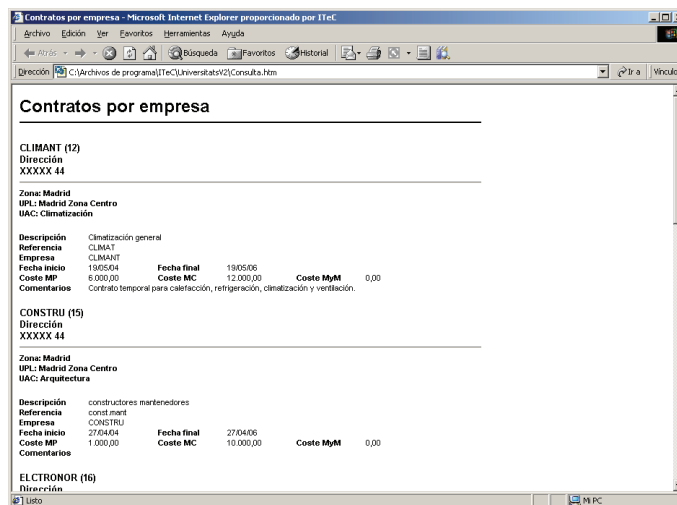 Contratos por empresa - Microsoft Internet Explorer proporcionado por ITeC
Archivo Edición Ver Favoritos Herramientas Ayuda
Atrás Búsqueda Favoritos Historial
Dirección C:\Archivos de programa\ITeC\UniversitatsV2\Consulta.htm Ir a Vínculo
Contratos por empresa
CLIMANT (12)
Dirección
XXXXX 44
Zona: Madrid
UPL: Madrid Zona Centro
UAC: Climatización
Descripción Climatización general
Referencia CLIMAT
Empresa CLIMANT
Fecha inicio 19/05/04 Fecha final 19/05/06
Coste MP 6.000,00 Coste MC 12.000,00 Coste MyM 0,00
Comentarios Contrato temporal para calefacción, refrigeración, climatización y ventilación.
CONSTRU (15)
Dirección
XXXXX 44
Zona: Madrid
UPL: Madrid Zona Centro
UAC: Arquitectura
Descripción constructores mantenedores
Referencia const.mant
Empresa CONSTRU
Fecha inicio 27/04/04 Fecha final 27/04/06
Coste MP 1.000,00 Coste MC 10.000,00 Coste MyM 0,00
Comentarios
ELCTRONOR (16)
Dirección
Listo Mi PC